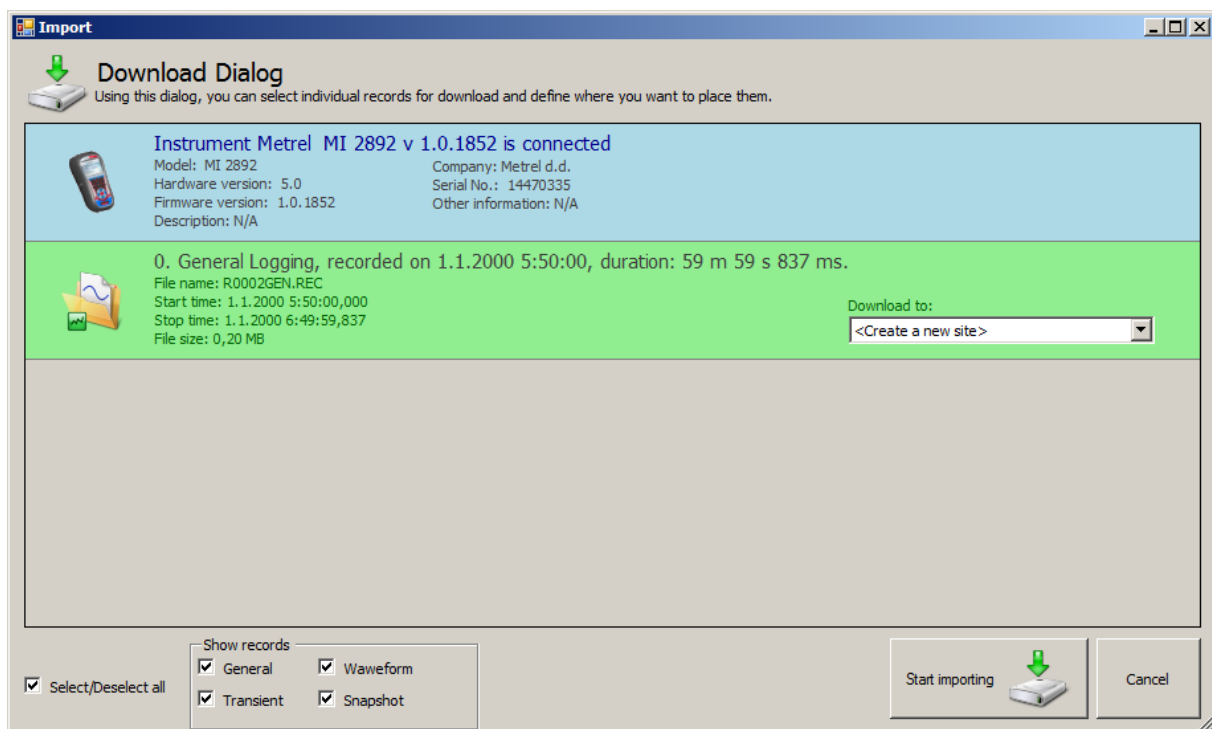 Import
Download Dialog
Using this dialog, you can select individual records for download and define where you want to place them.
Instrument Metrel  MI 2892 v 1.0.1852 is connected
Model: MI 2892
Company: Metrel d.d.
Hardware version: 5.0
Serial No.: 14470335
Firmware version: 1.0.1852
Other information: N/A
Description: N/A
0. General Logging, recorded on 1.1.2000 5:50:00, duration: 59 m 59 s 837 ms.
File name: R0002GEN.REC
Start time: 1.1.2000 5:50:00,000
Download to:
Stop time: 1.1.2000 6:49:59,837
<Create a new site>
File size: 0,20 MB
Show records
General
Waweform
Select/Deselect all
Transient
Snapshot
Start importing
Cancel